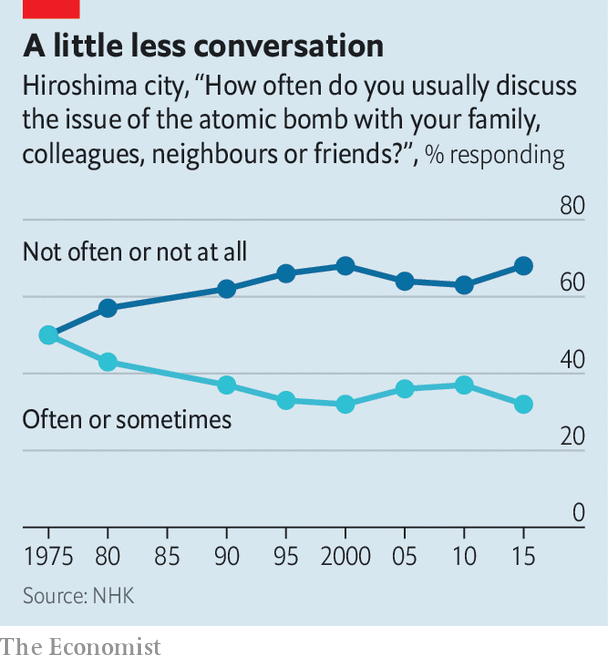 A little less conversation
Hiroshima city, “How often do you usually discuss
the issue of the atomic bomb with your family,
colleagues, neighbours or friends?”, % responding
80
Not often or not at all
60
40
Often or sometimes
20
0
1975 80 85 90 95 2000 05 10 15
Source: NHK
The Economist